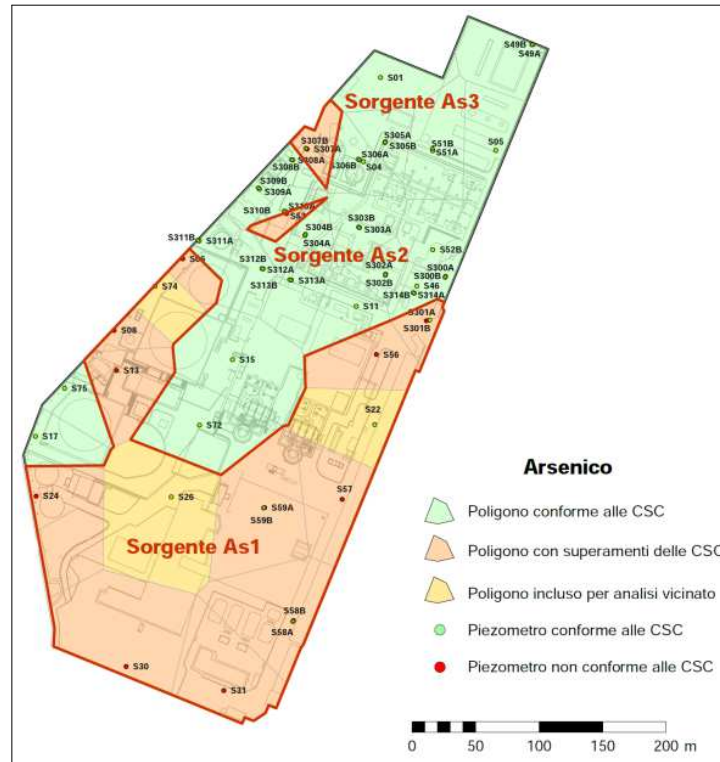 S49B
S49A
S01
Sorgente As3
S307B
S307A
S305A
S305B
S51B
S51A
S05
S308B
S308A
S306A
S306B
S04
S309B
S309A
S310B
S303B
S303A
S304B
S304A
S311B
S311A
Sorgente As2
S52B
S312B
S312A
S302A
S302B
S300A
S300B
S46
S74
S313B
S313A
S314B
S314A
S11
S301A
S301B
S06
S56
S15
S13
S75
S22
S72
S17
Arsenico
S24
S26
S57
S59A
S59B
Poligono conforme alle CSC
Sorgente As1
Poligono con superamenti delle CSC
Poligono incluso per analisi vicinato
S58B
S58A
Piezometro conforme alle CSC
S30
Piezometro non conforme alle CSC
S31
0 50 100 150 200 m